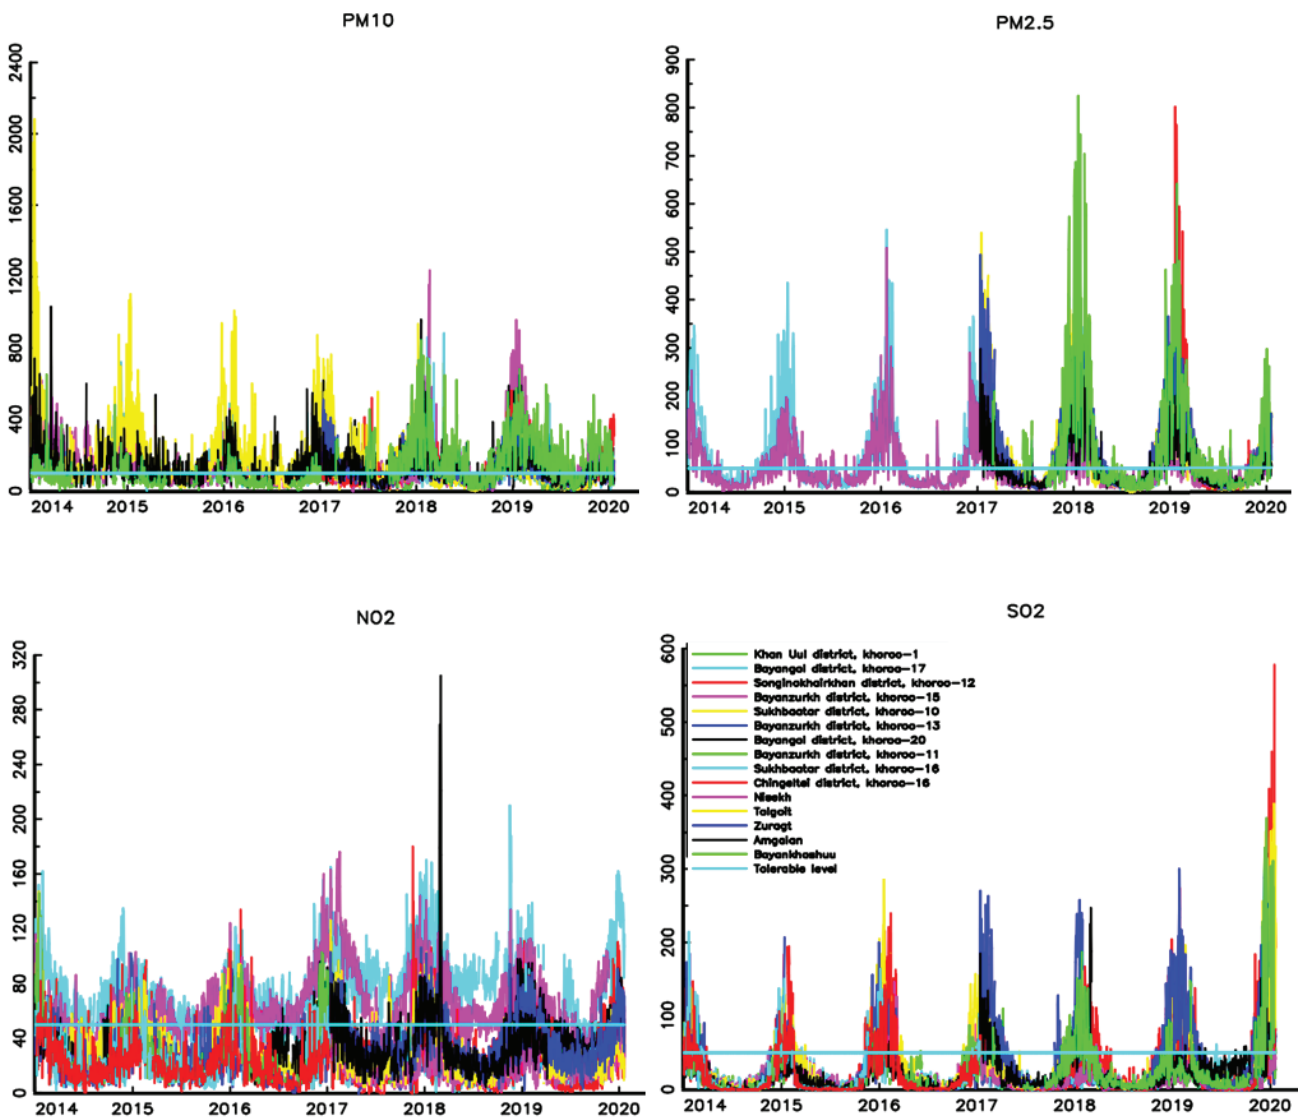 PM10
2400
2000
1600
1200
800
400
0
2014 2015 2016 2017 2018 2019 2020
PM2.5
900
800
700
600
500
400
300
200
100
0
2014 2015 2016 2017 2018 2019 2020
NO2
320
280
240
200
160
120
80
40
0
2014 2015 2016 2017 2018 2019 2020
SO2
600
500
400
300
200
100
0
Khan Uul district, khoroo-1
Bayangol district, khoroo-17
Songinokhairkhan district, khoroo-12
Bayanzurkh district, khoroo-15
Sukhbaatar district, khoroo-10
Bayanzurkh district, khoroo-13
Bayangol district, khoroo-20
Bayanzurkh district, khoroo-11
Sukhbaatar district, khoroo-16
Chingeltei district, khoroo-16
Nisekh
Tolgoit
Zuragt
Amgalan
Bayankhoshuu
Tolerable level
2014 2015 2016 2017 2018 2019 2020